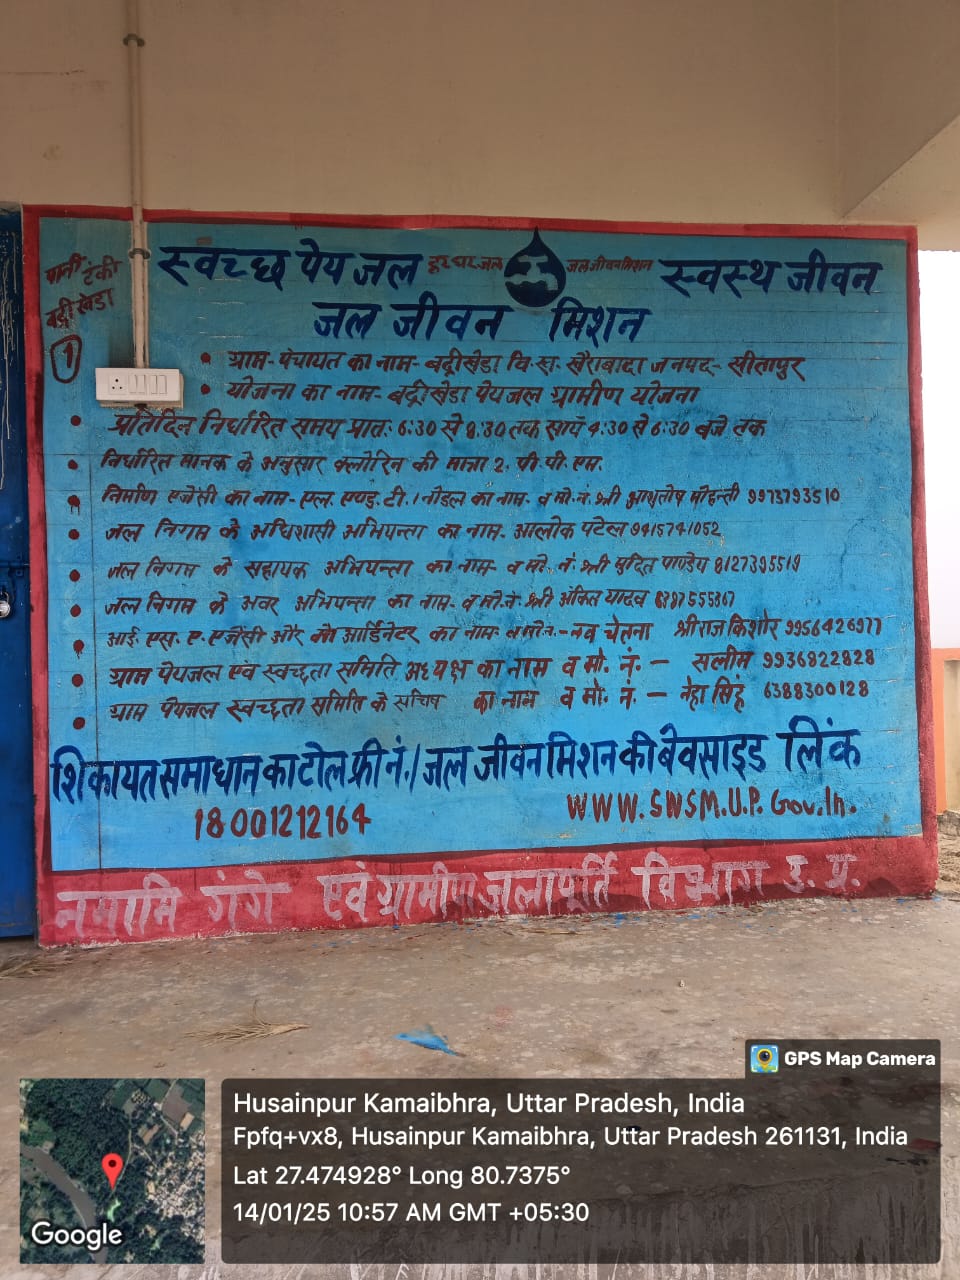 पानी टंकी
बद्रीखेडा
1
स्वच्छ पेय जल हर घर जल जल जीवन मिशन स्वस्थ जीवन
जल जीवन मिशन
• ग्राम-पंचायत का नाम-बद्रीखेडा वि.ख. खैराबाद जनपद- सीतापुर
• योजना का नाम- बद्रीखेडा पेयजल ग्रामीण योजना
• प्रतिदिन निर्धारित समय प्रात: 6:30 से 8:30 तक सायं 4:30 से 6:30 बजे तक
• निर्धारित मानक के अनुसार क्लोरिन की मात्रा 2. पी.पी.एम.
• निर्माण एजेंसी का नाम-एल.एण्ड.टी. / नोडल का नाम- व मो.नं. श्री आशुतोष मोहन्ती 9973793510
• जल निगम के अधिशासी अभियन्ता का नाम- आलोक पटेल 9415741052
• जल निगम के सहायक अभियन्ता का नाम- व मो. नं. श्री मुदित पाण्डेय 8127395519
• जल निगम के अवर अभियन्ता का नाम- व मो.नं. श्री अंकित यादव
• आई. एस. ए. एजेंसी और को आर्डिनेटर का नाम- व मो.न.- नव चेतना श्री राज किशोर 9956426977
• ग्राम पेयजल एवं स्वच्छता समिति अध्यक्ष का नाम व मो. नं. - सलीम 9936822828
• ग्राम पेयजल स्वच्छता समिति के सचिव का नाम व मो. नं. - नेहा सिंह 6388300128
शिकायत समाधान का टोल फ्री नं./ जल जीवन मिशन की बेवसाइड लिंक
18001212164 WWW.SWSM.U.P. Gov.In.
नमामि गंगे एवं ग्रामीण जलापूर्ति विभाग उ. प्र.
GPS Map Camera
Husainpur Kamaibhra, Uttar Pradesh, India
Fpfq+vx8, Husainpur Kamaibhra, Uttar Pradesh 261131, India
Lat 27.474928° Long 80.7375°
14/01/25 10:57 AM GMT +05:30
Google